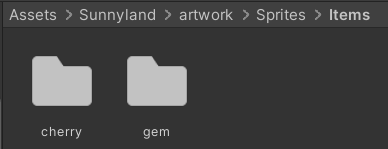 Assets > Sunnyland > artwork > Sprites > Items
cherry gem